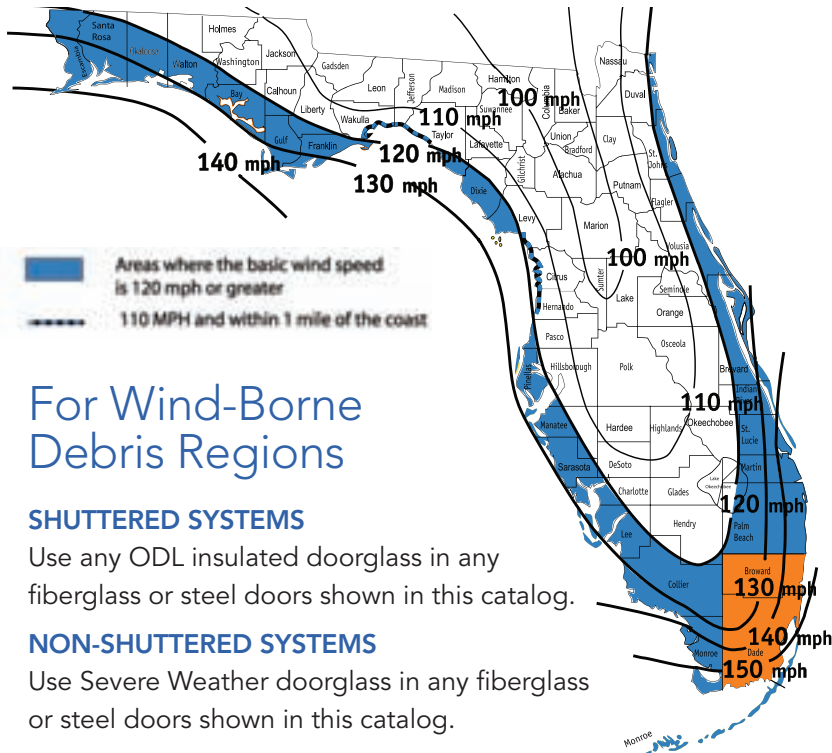 Santa
Rosa
Escambia
Okaloosa
Walton
Holmes
Washington
Bay
Jackson
Calhoun
Gulf
Gadsden
Liberty
Franklin
Leon
Wakulla
Jefferson
Madison
Taylor
Hamilton
Suwannee
Lafayette
Dixie
Columbia
Gilchrist
Levy
Baker
Union
Bradford
Alachua
Nassau
Duval
Clay
St.
Johns
Putnam
Flagler
Marion
Volusia
Citrus
Sumter
Lake
Seminole
Hernando
Orange
Pasco
Osceola
Hillsborough
Polk
Pinellas
Brevard
Indian
Manatee
Hardee
Highlands
Okeechobee
St.
Lucie
Sarasota
DeSoto
Martin
Charlotte
Glades
Lake
Okeechobee
Lee
Hendry
Palm
Beach
Collier
Broward
Monroe
Dade
Monroe
100 mph
110 mph
120 mph
130 mph
140 mph
100 mph
110 mph
120 mph
130 mph
140 mph
150 mph
Areas where the basic wind speed
is 120 mph or greater
110 MPH and within 1 mile of the coast
For Wind-Borne
Debris Regions
SHUTTERED SYSTEMS
Use any ODL insulated doorglass in any
fiberglass or steel doors shown in this catalog.
NON-SHUTTERED SYSTEMS
Use Severe Weather doorglass in any fiberglass
or steel doors shown in this catalog.